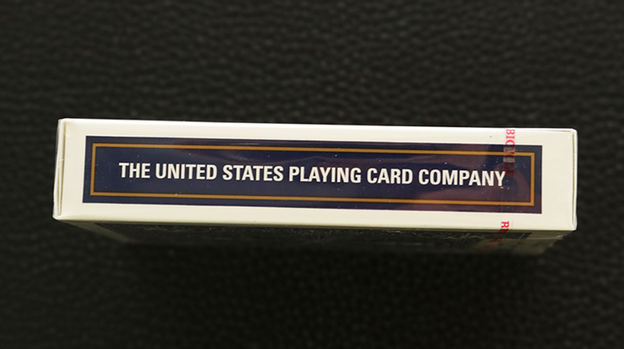 THE UNITED STATES PLAYING CARD COMPANY